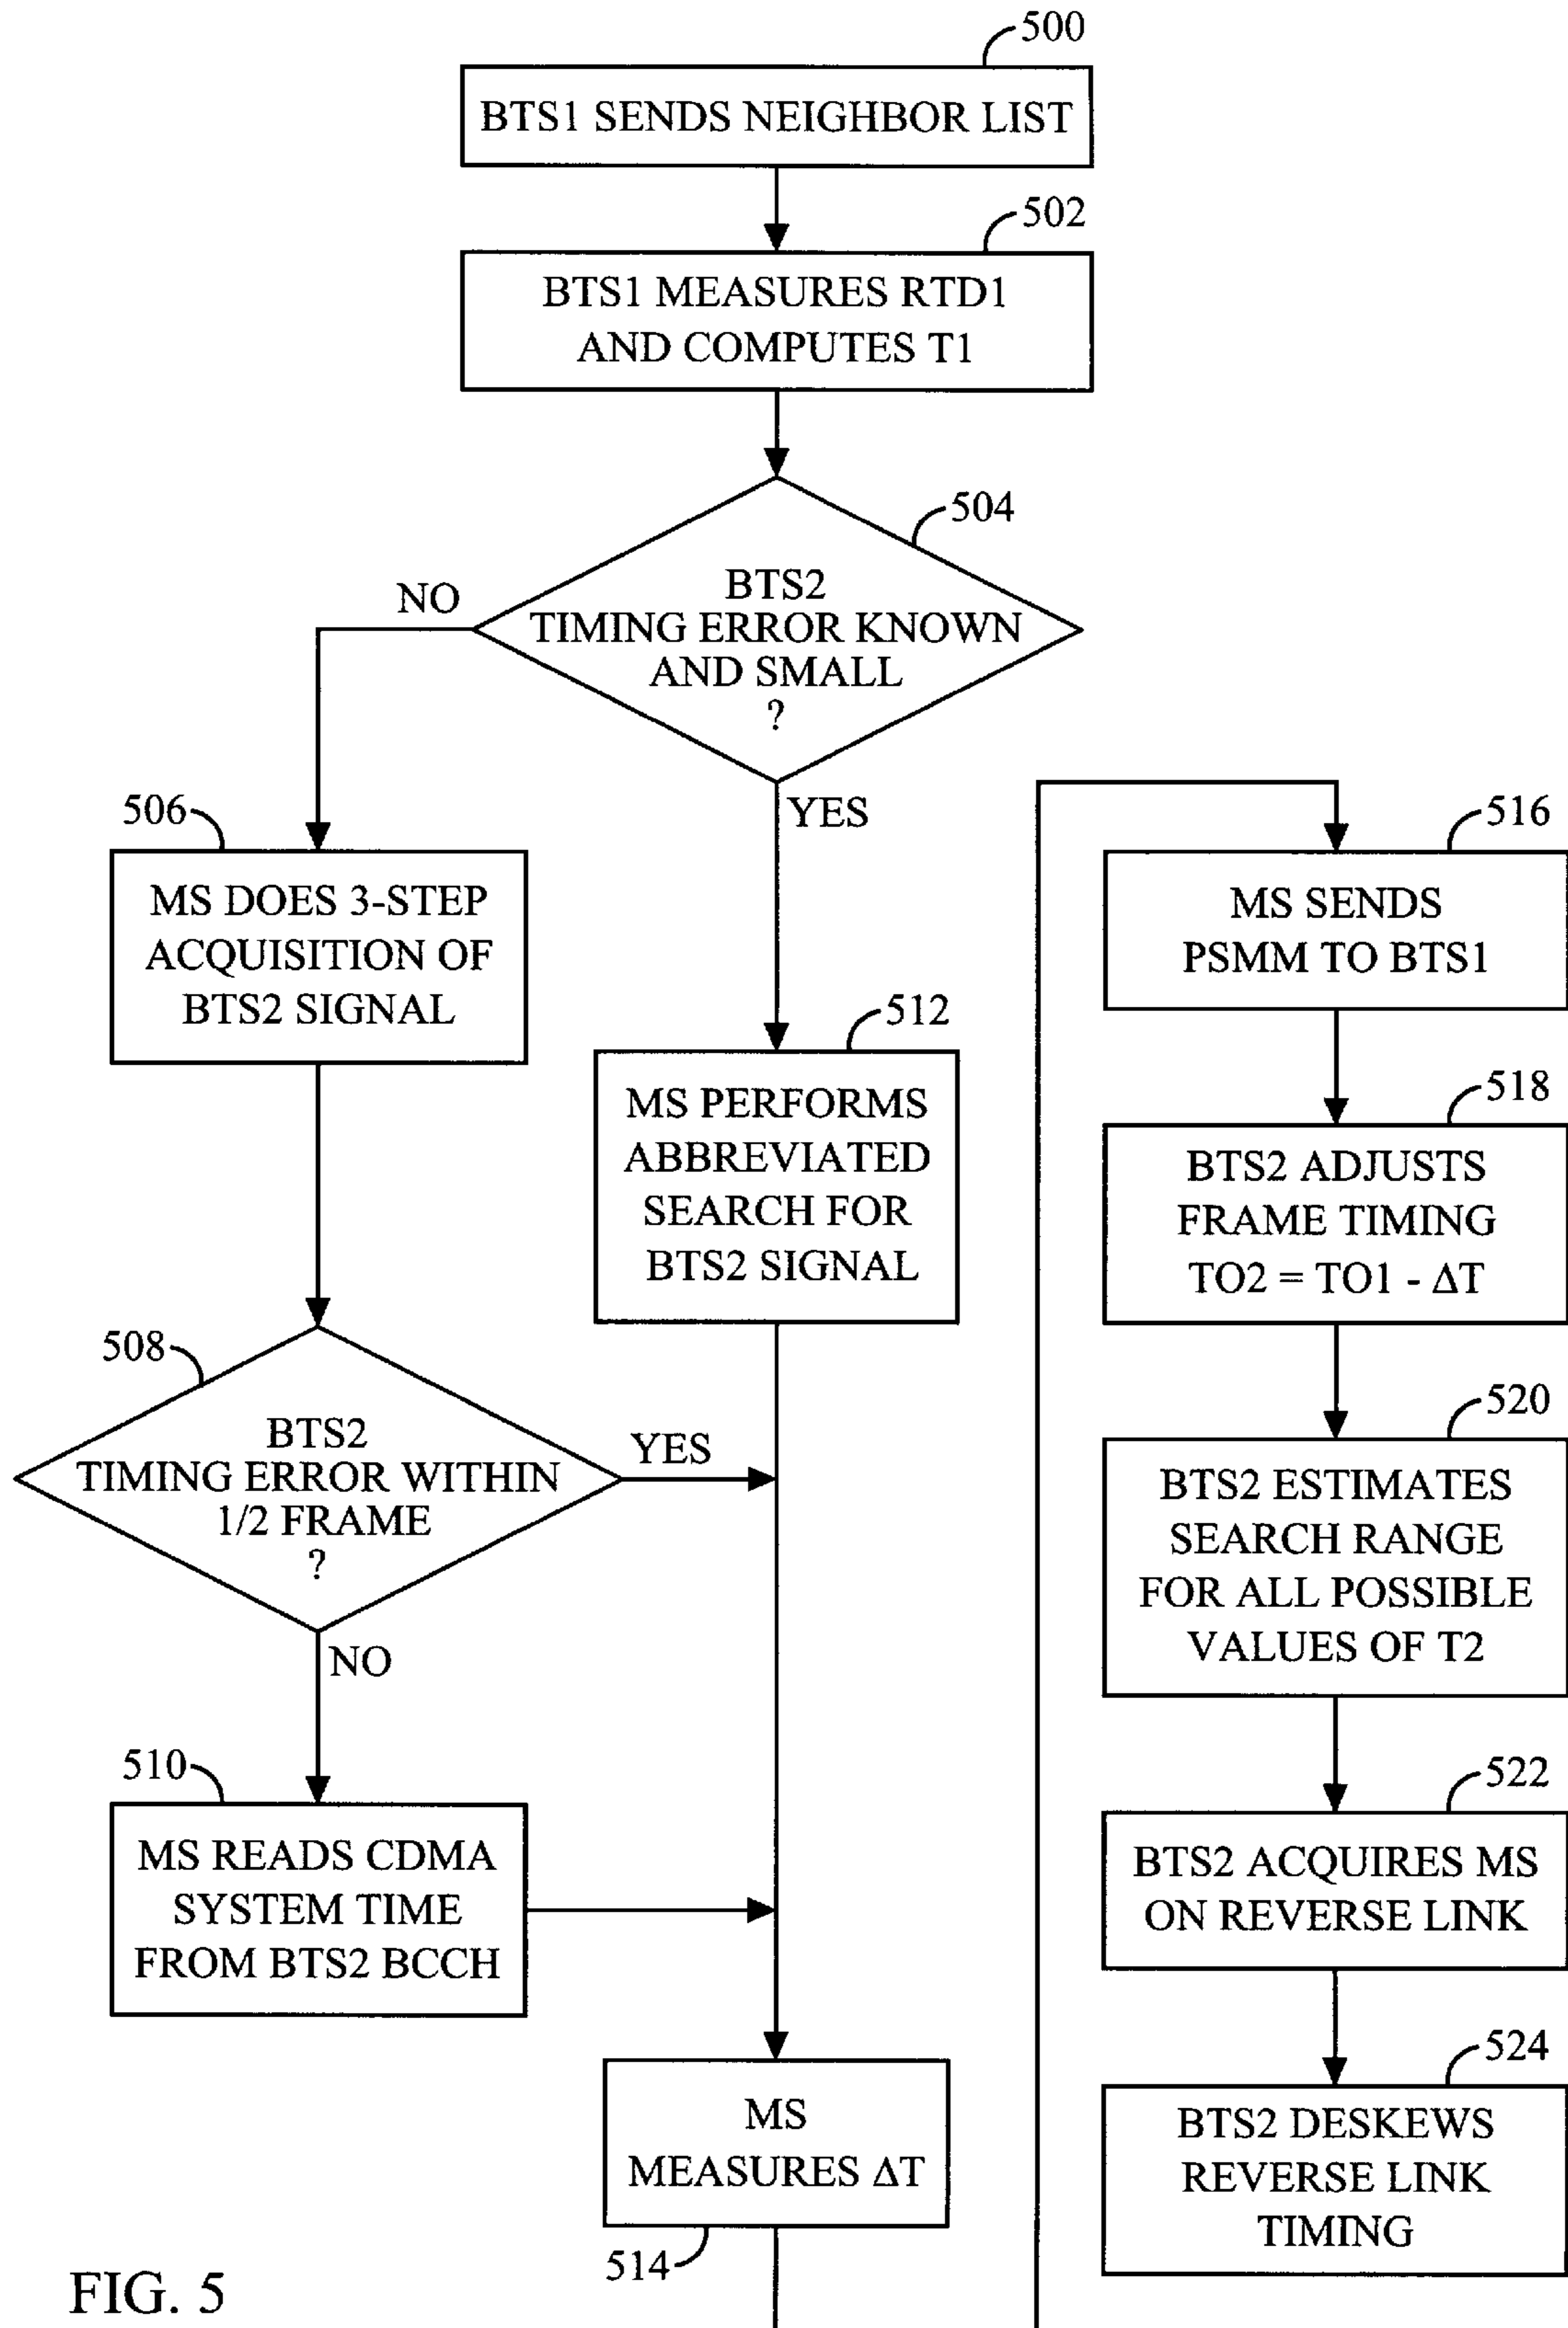 500
BTS1 SENDS NEIGHBOR LIST
502
BTS1 MEASURES RTD1
AND COMPUTES T1
504
BTS2
TIMING ERROR KNOWN
AND SMALL
?
NO
YES
506
MS DOES 3-STEP
ACQUISITION OF
BTS2 SIGNAL
508
BTS2
TIMING ERROR WITHIN
1/2 FRAME
?
YES
NO
510
MS READS CDMA
SYSTEM TIME
FROM BTS2 BCCH
512
MS PERFORMS
ABBREVIATED
SEARCH FOR
BTS2 SIGNAL
MS
MEASURES ΔT
514
516
MS SENDS
PSMM TO BTS1
518
BTS2 ADJUSTS
FRAME TIMING
TO2 = TO1 - ΔT
520
BTS2 ESTIMATES
SEARCH RANGE
FOR ALL POSSIBLE
VALUES OF T2
522
BTS2 ACQUIRES MS
ON REVERSE LINK
524
BTS2 DESKEWS
REVERSE LINK
TIMING
FIG. 5